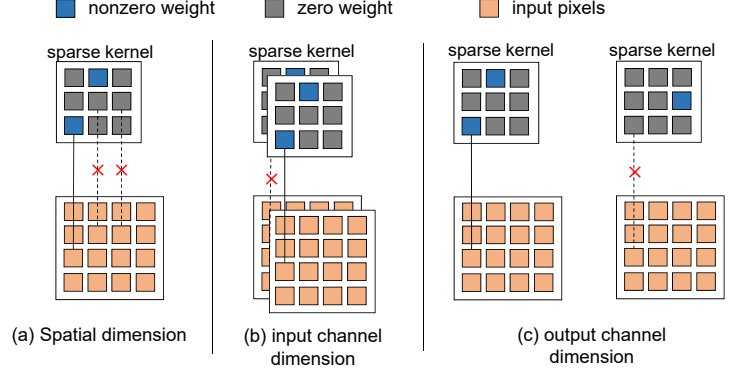 nonzero weight
zero weight
input pixels
sparse kernel
sparse kernel
sparse kernel
sparse kernel
(a) Spatial dimension
(b) input channel
dimension
(c) output channel
dimension